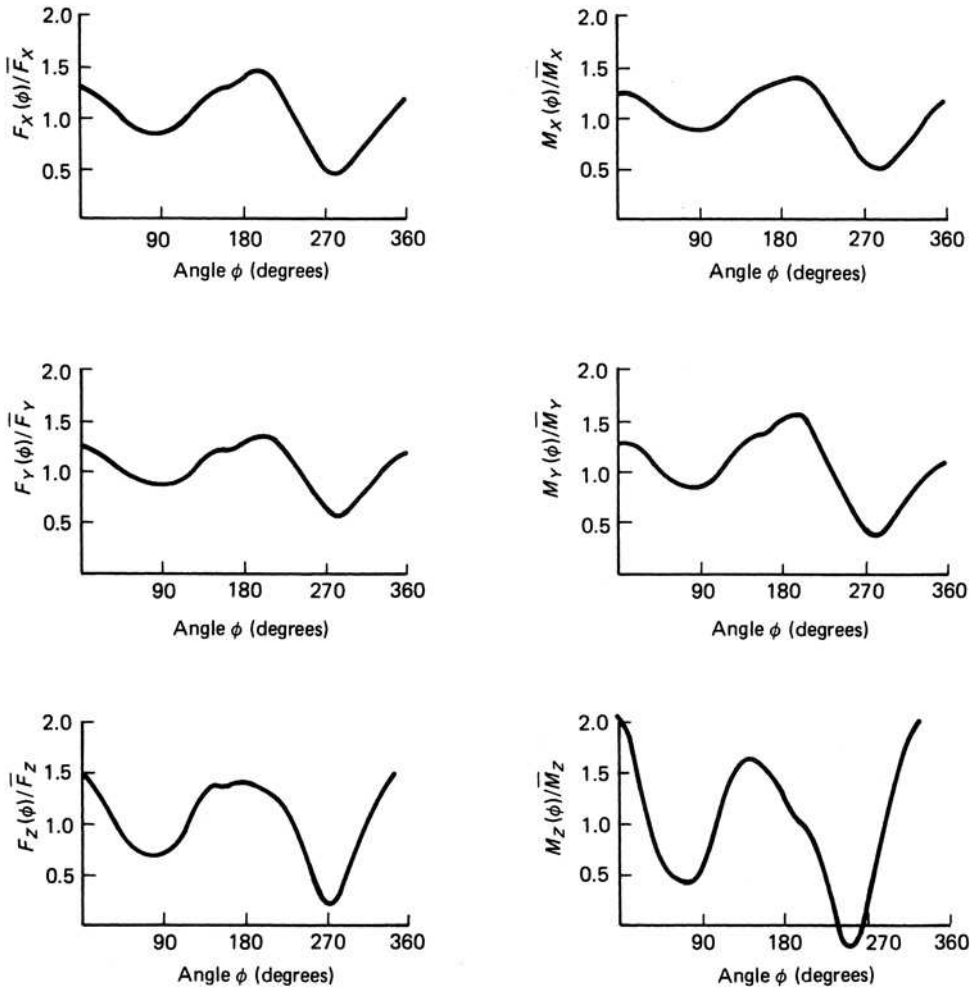 F̄_X(ϕ)/F̄_X
2.0
1.5
1.0
0.5
90 180 270 360
Angle ϕ (degrees)
M_X(ϕ)/M̄_X
2.0
1.5
1.0
0.5
90 180 270 360
Angle ϕ (degrees)
F_Y(ϕ)/F̄_Y
2.0
1.5
1.0
0.5
90 180 270 360
Angle ϕ (degrees)
M_Y(ϕ)/M̄_Y
2.0
1.5
1.0
0.5
90 180 270 360
Angle ϕ (degrees)
F_Z(ϕ)/F̄_Z
2.0
1.5
1.0
0.5
90 180 270 360
Angle ϕ (degrees)
M_Z(ϕ)/M̄_Z
2.0
1.5
1.0
0.5
90 180 270 360
Angle ϕ (degrees)